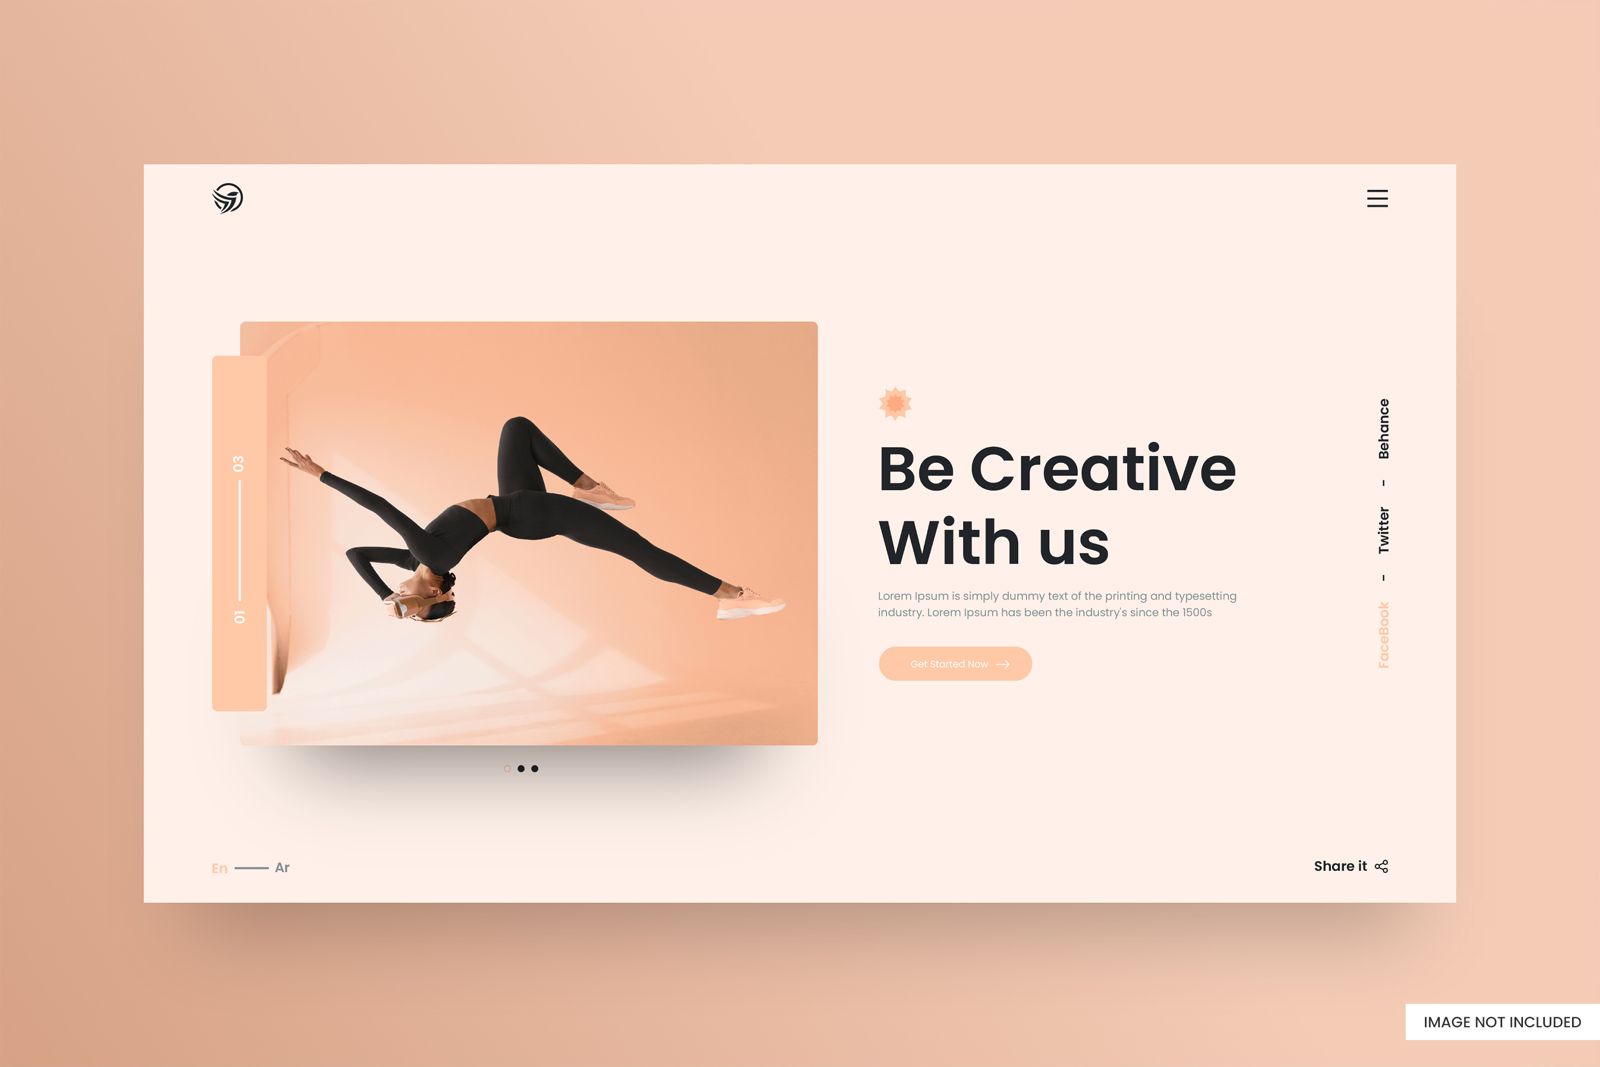 03
01
Be Creative
With us
Lorem Ipsum is simply dummy text of the printing and typesetting
industry. Lorem Ipsum has been the industry's since the 1500s
Get Started Now
Behance
-
Twitter
-
FaceBook
En
Ar
Share it
IMAGE NOT INCLUDED